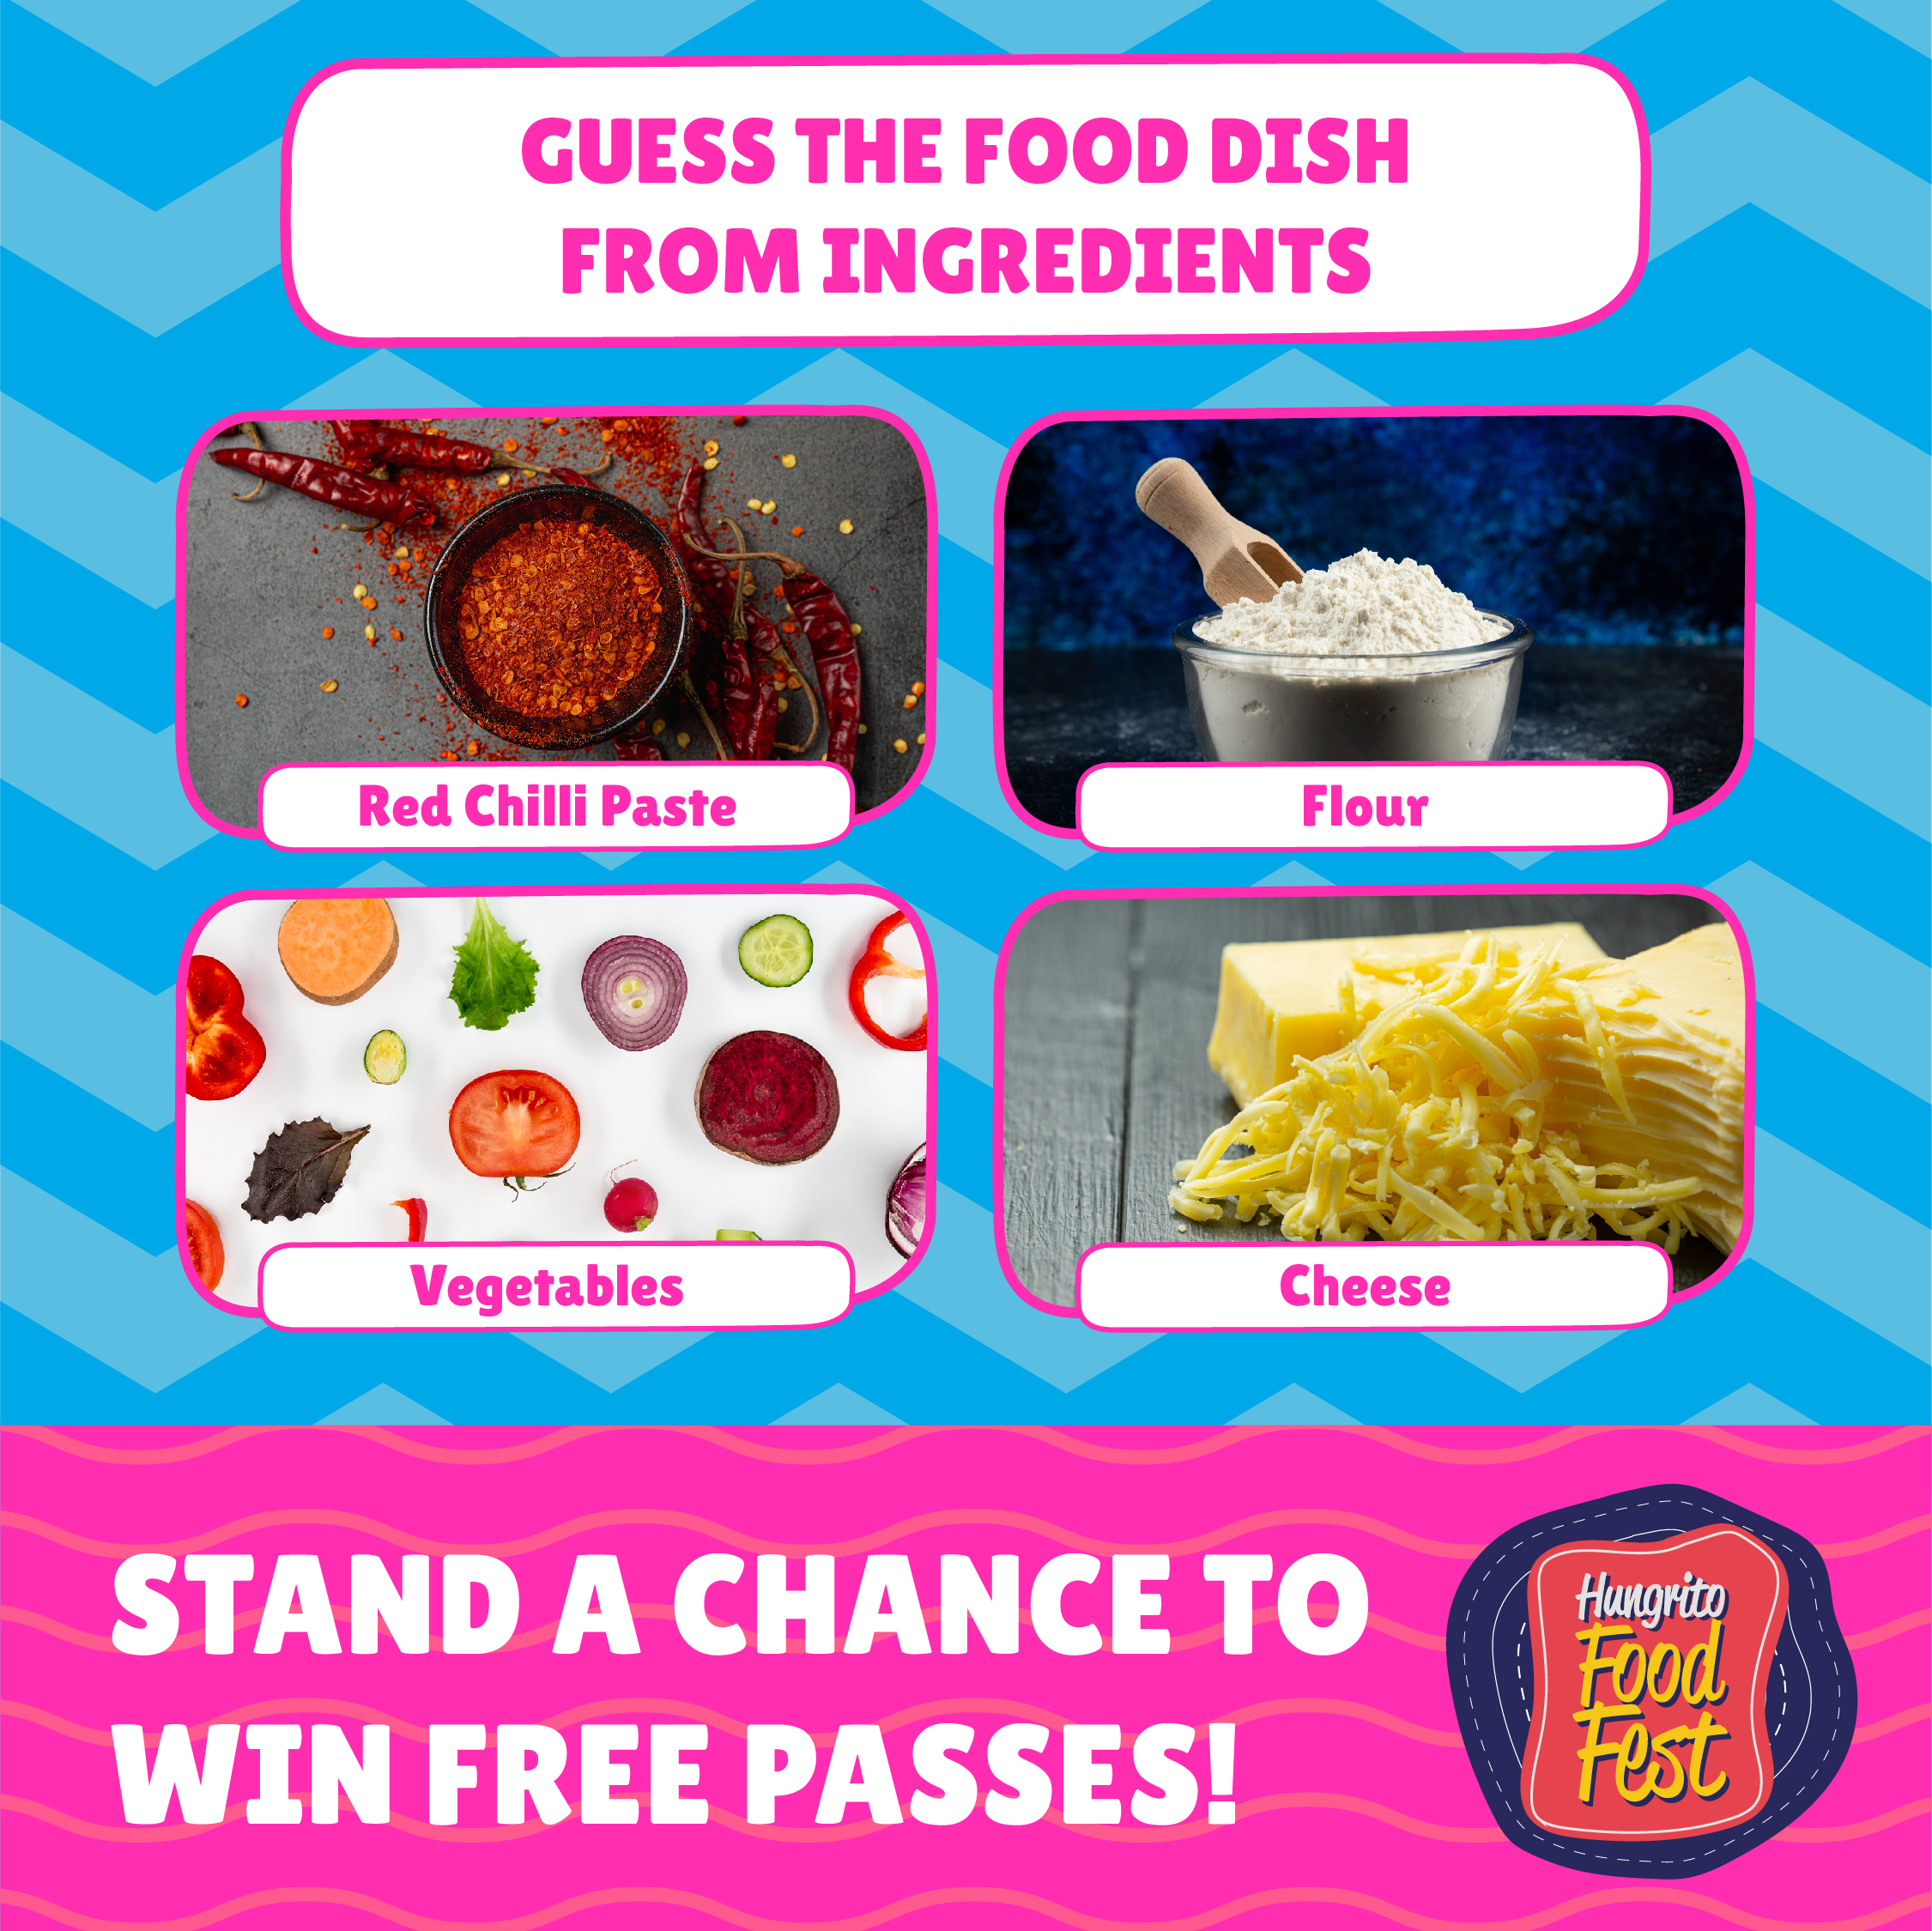 GUESS THE FOOD DISH
FROM INGREDIENTS
Red Chilli Paste
Flour
Vegetables
Cheese
STAND A CHANCE TO
WIN FREE PASSES!
Hungrito
Food
Fest